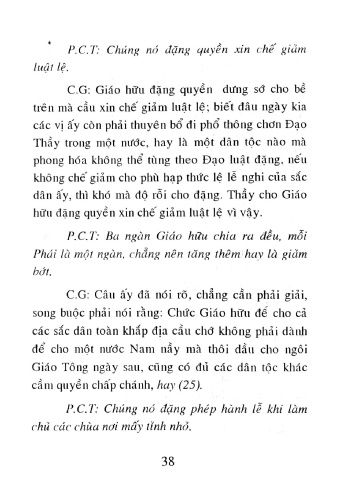 P.C.T: Chúng nó đặng quyền xin chế giảm
luật lệ.
C.G: Giáo hữu đặng quyền dưng sớ cho bề
trên mà cầu xin chế giảm luật lệ; biết đâu ngày kia
các vị ấy còn phải thuyên bổ đi phổ thông chơn Đạo
Thầy trong một nước, hay là một dân tộc nào mà
phong hóa không thể tùng theo Đạo luật đặng, nếu
không chế giảm cho phù hạp thức lệ lễ nghi của sắc
dân ấy, thì khó mà độ rỗi cho đặng. Thầy cho Giáo
hữu đặng quyền xin chế giảm luật lệ vì vậy.
P.C.T: Ba ngàn Giáo hữu chia ra đều, mỗi
Phái là một ngàn, chẳng nên tăng thêm hay là giảm
bớt.
C.G: Câu ấy đã nói rõ, chẳng cần phải giải,
song buộc phải nói rằng: Chức Giáo hữu để cho cả
các sắc dân toàn khắp địa cầu chớ không phải dành
để cho một nước Nam nầy mà thôi dầu cho ngôi
Giáo Tông ngày sau, cũng có đủ các dân tộc khác
cầm quyền chấp chánh, hay (25).
P.C.T: Chúng nó đặng phép hành lễ khi làm
chủ các chùa nơi mấy tỉnh nhỏ.
38